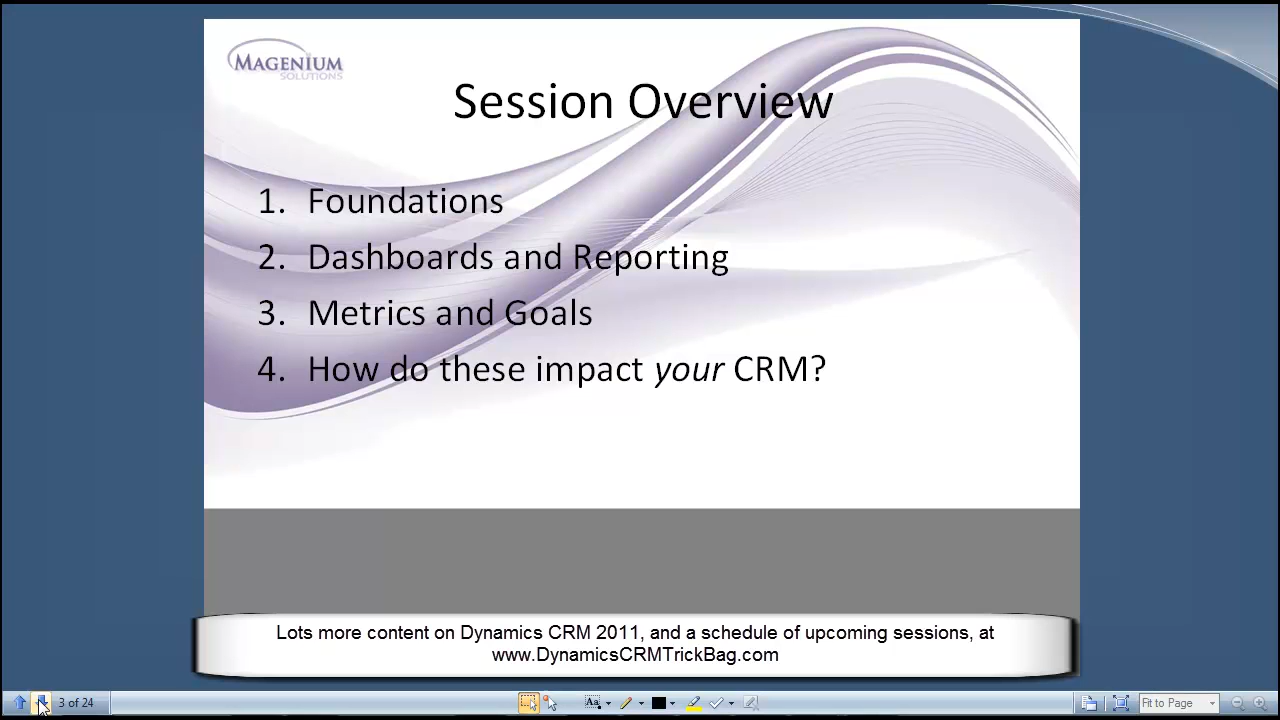 MAGENIUM
SOLUTIONS
Session Overview
1. Foundations
2. Dashboards and Reporting
3. Metrics and Goals
4. How do these impact your CRM?
Lots more content on Dynamics CRM 2011, and a schedule of upcoming sessions, at
www.DynamicsCRMTrickBag.com
3 of 24
Aa
Fit to Page